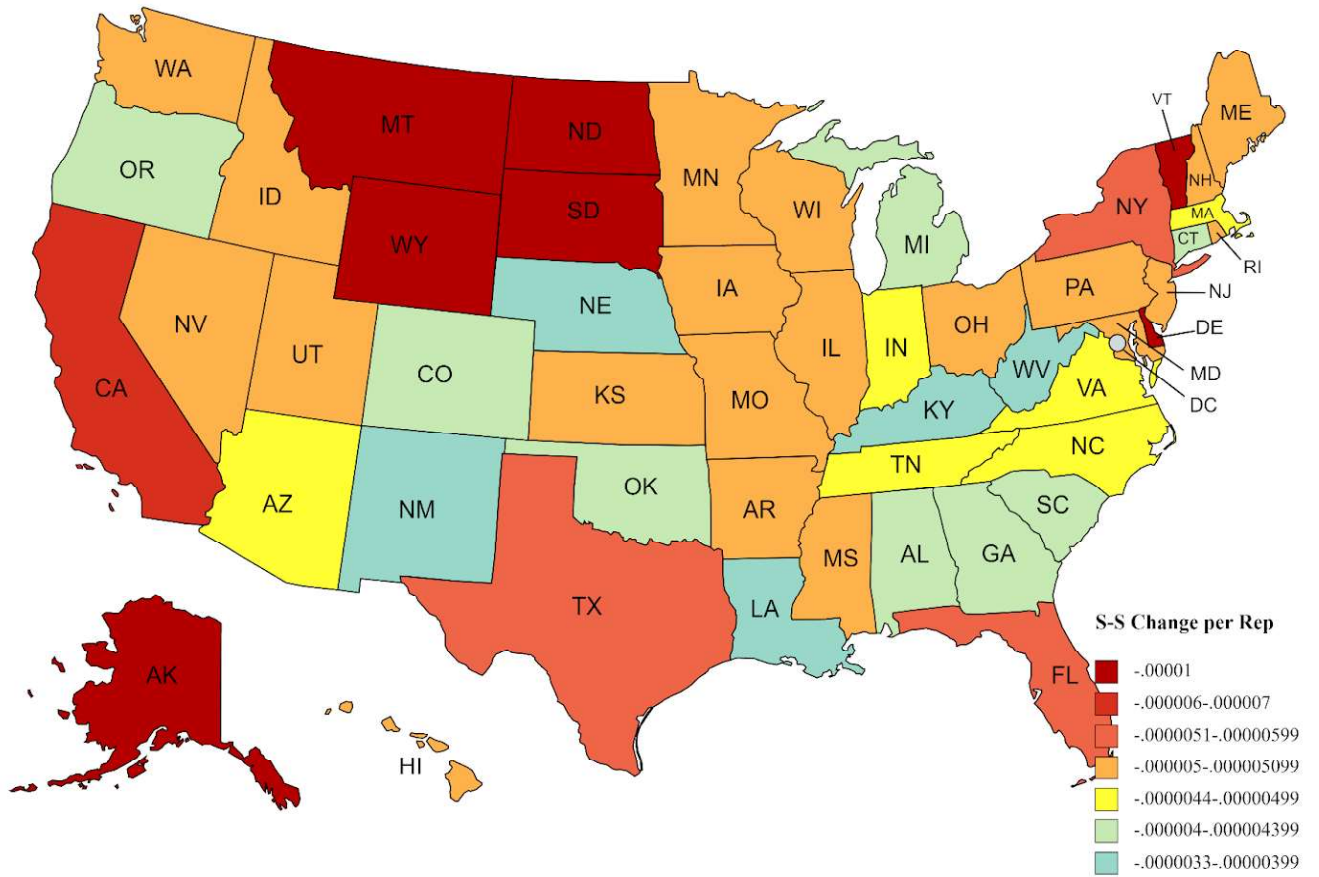 WA
VT
ME
MT
ND
OR
MN
ID
NH
WI
NY
SD
MA
WY
MI
CT
RI
PA
IA
NJ
NE
NV
OH
IN
DE
UT
IL
WV
CO
CA
MD
VA
KS
MO
KY
DC
NC
TN
OK
AZ
NM
AR
SC
MS
AL
GA
TX
LA
S-S Change per Rep
AK
FL
-.00001
-.000006-.000007
-.0000051-.00000599
HI
-.000005-.000005099
-.0000044-.00000499
-.000004-.000004399
-.0000033-.00000399